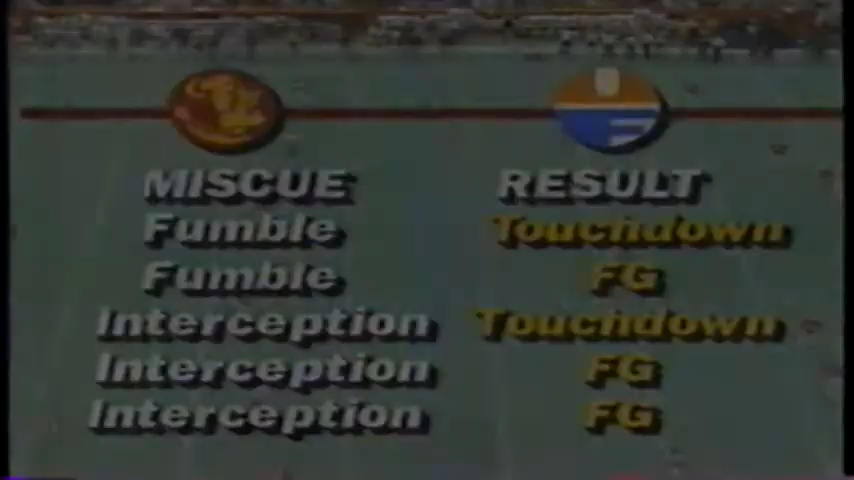 MISCUE RESULT
Fumble Touchdown
Fumble FG
Interception Touchdown
Interception FG
Interception FG